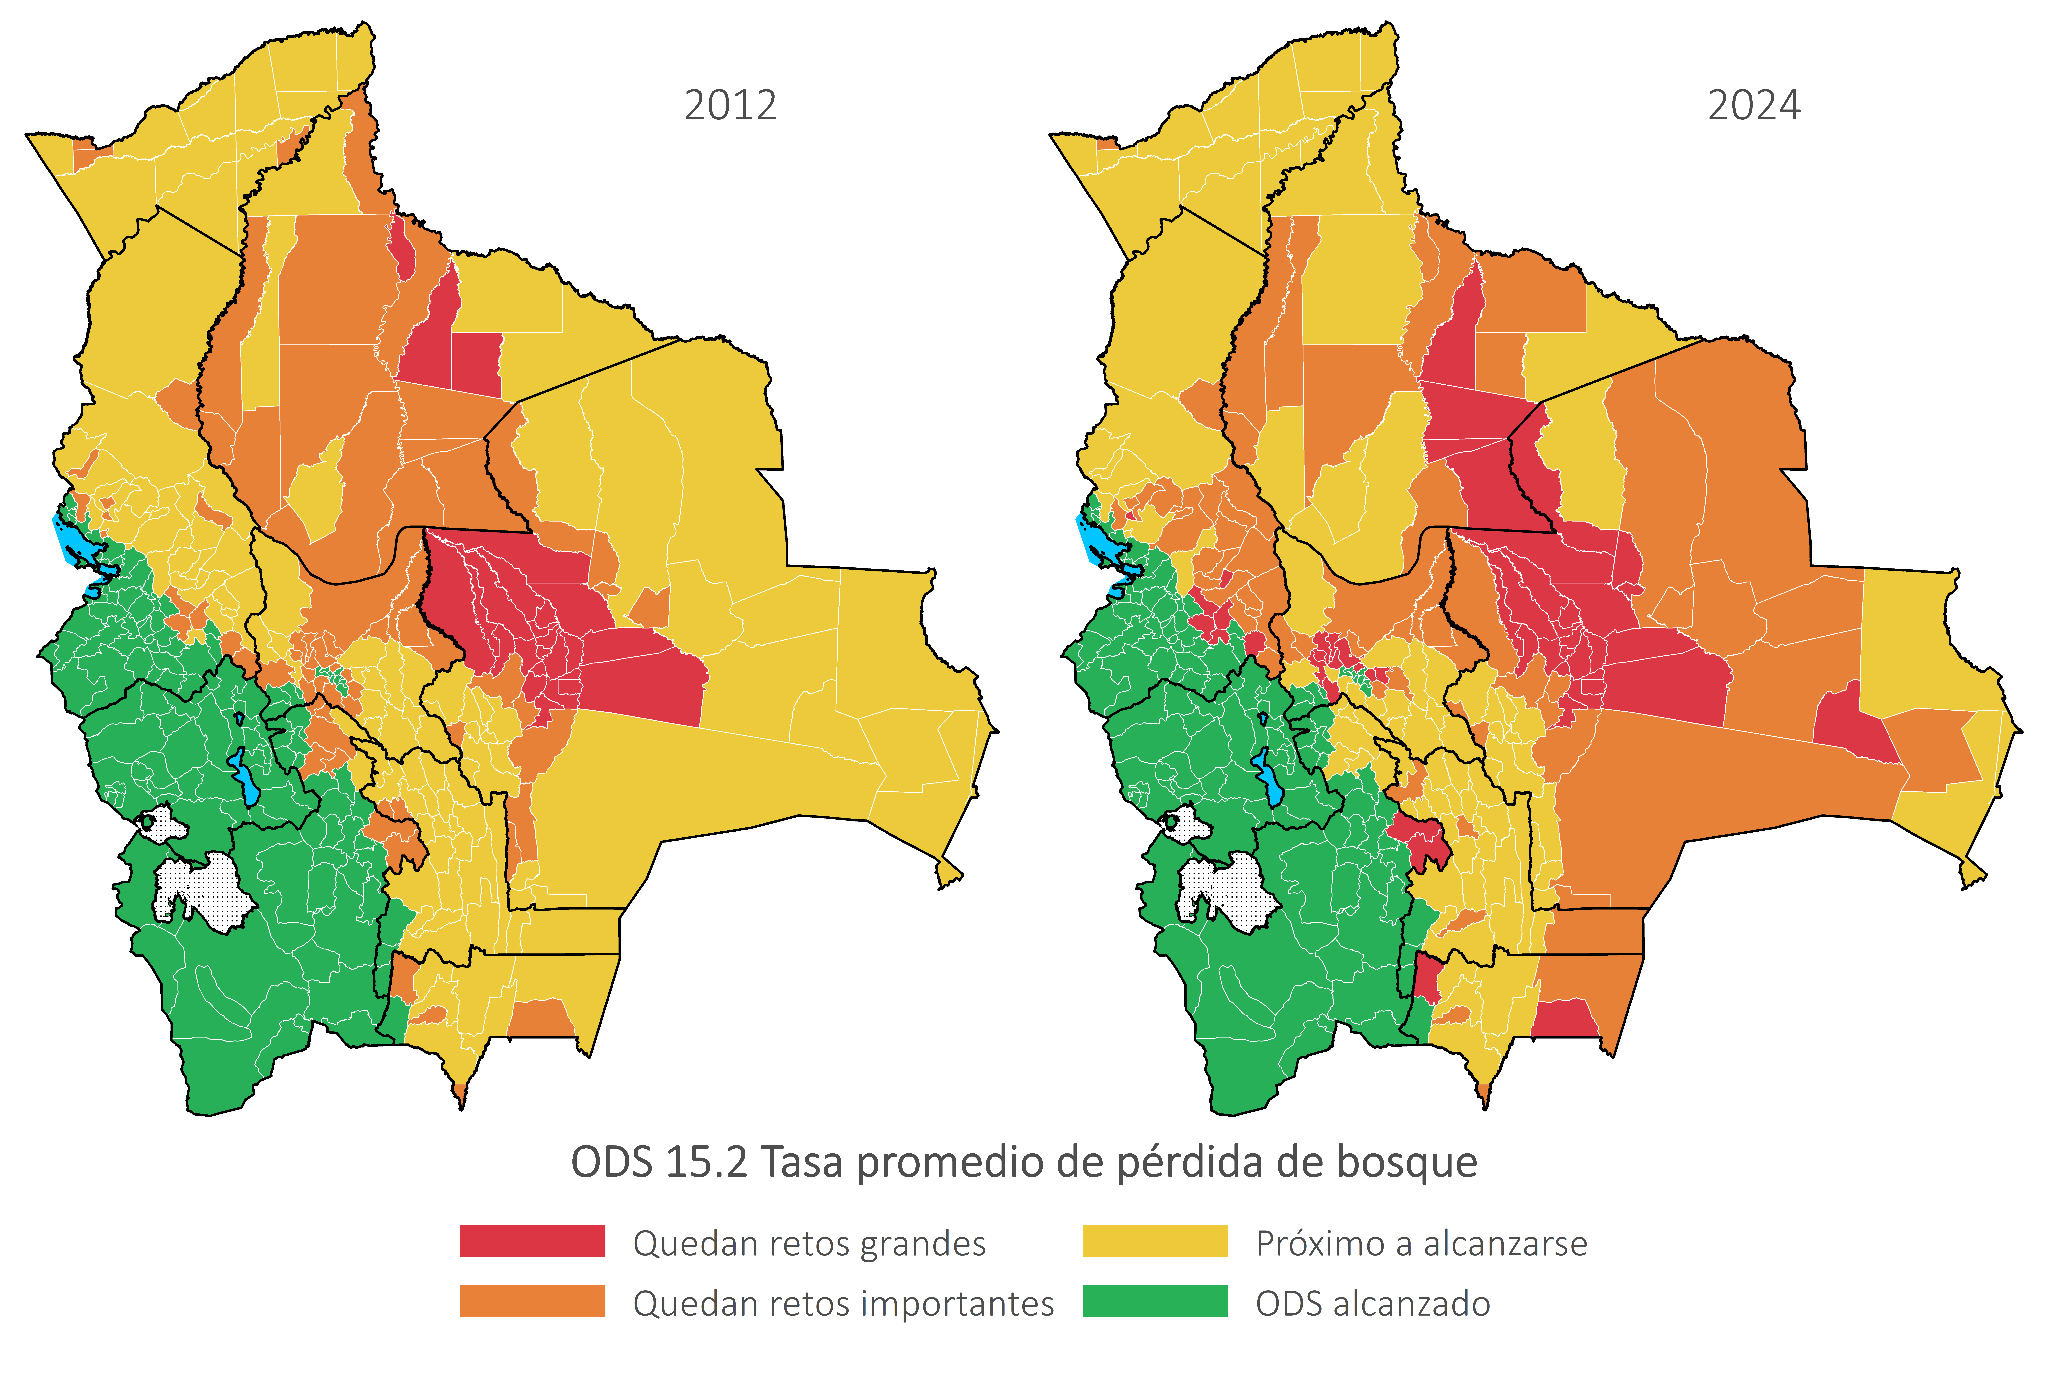 2012
2024
ODS 15.2 Tasa promedio de pérdida de bosque
Quedan retos grandes
Próximo a alcanzarse
Quedan retos importantes
ODS alcanzado